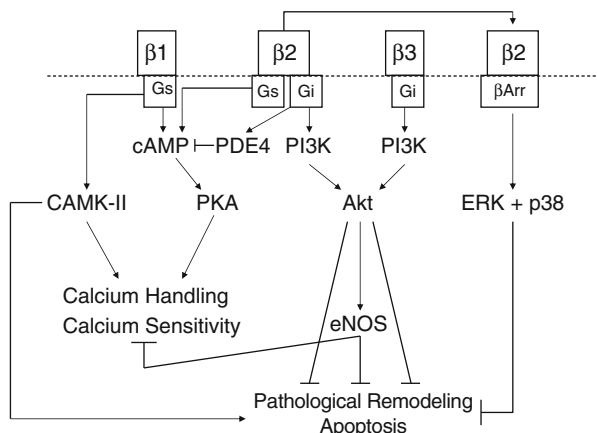 β1 β2 β3 β2
Gs Gs Gi Gi βArr
cAMP PDE4 PI3K PI3K
CAMK-II PKA Akt ERK + p38
Calcium Handling
Calcium Sensitivity
eNOS
Pathological Remodeling
Apoptosis